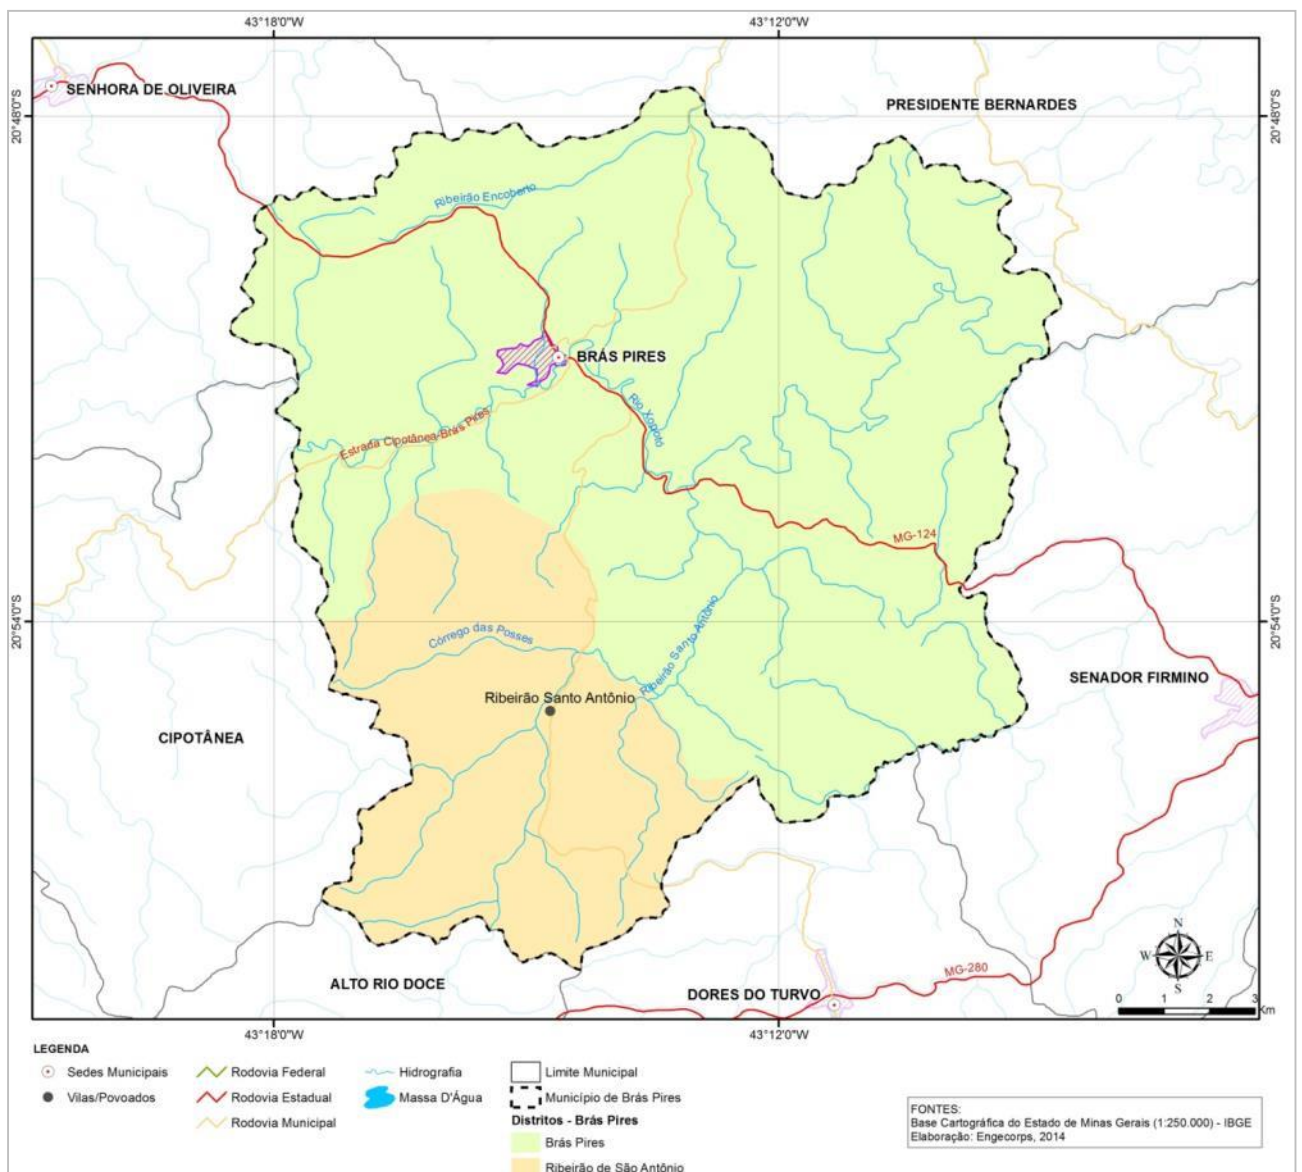 43°18'0"W
43°12'0"W
SENHORA DE OLIVEIRA
PRESIDENTE BERNARDES
20°48'0"S
20°48'0"S
Ribeirão Encoberto
BRÁS PIRES
Rio Xopotó
Estrada Cipotânea-Brás Pires
MG-124
20°54'0"S
20°54'0"S
Córrego das Posses
Ribeirão Santo Antônio
SENADOR FIRMINO
Ribeirão Santo Antônio
CIPOTÂNEA
N
W
E
S
ALTO RIO DOCE
MG-280
DORES DO TURVO
0 1 2 3
Km
43°18'0"W
43°12'0"W
LEGENDA
Sedes Municipais
Vilas/Povoados
Rodovia Federal
Rodovia Estadual
Rodovia Municipal
Hidrografia
Massa D'Água
Limite Municipal
Município de Brás Pires
Distritos - Brás Pires
Brás Pires
Ribeirão de São Antônio
FONTES:
Base Cartográfica do Estado de Minas Gerais (1:250.000) - IBGE
Elaboração: Engecorps, 2014